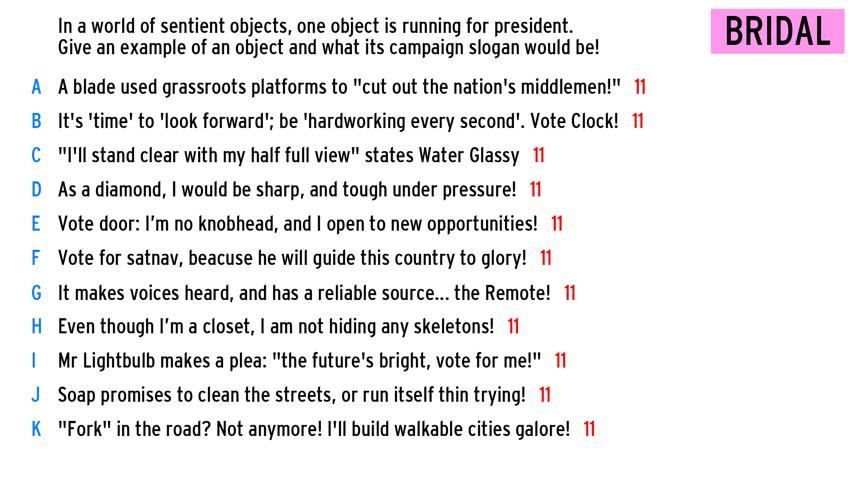 In a world of sentient objects, one object is running for president.
Give an example of an object and what its campaign slogan would be!
BRIDAL
A A blade used grassroots platforms to "cut out the nation's middlemen!" 11
B It's 'time' to 'look forward'; be 'hardworking every second'. Vote Clock! 11
C "I'll stand clear with my half full view" states Water Glassy 11
D As a diamond, I would be sharp, and tough under pressure! 11
E Vote door: I’m no knobhead, and I open to new opportunities! 11
F Vote for satnav, beacuse he will guide this country to glory! 11
G It makes voices heard, and has a reliable source... the Remote! 11
H Even though I’m a closet, I am not hiding any skeletons! 11
I Mr Lightbulb makes a plea: "the future's bright, vote for me!" 11
J Soap promises to clean the streets, or run itself thin trying! 11
K "Fork" in the road? Not anymore! I'll build walkable cities galore! 11